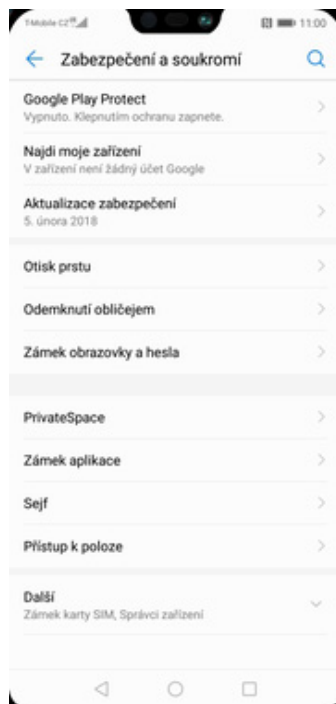 T-Mobile CZ 11:00
Zabezpečení a soukromí
Google Play Protect
Vypnuto. Klepnutím ochranu zapnete.
Najdi moje zařízení
V zařízení není žádný účet Google
Aktualizace zabezpečení
5. února 2018
Otisk prstu
Odemknutí obličejem
Zámek obrazovky a hesla
PrivateSpace
Zámek aplikace
Sejf
Přístup k poloze
Další
Zámek karty SIM, Správci zařízení